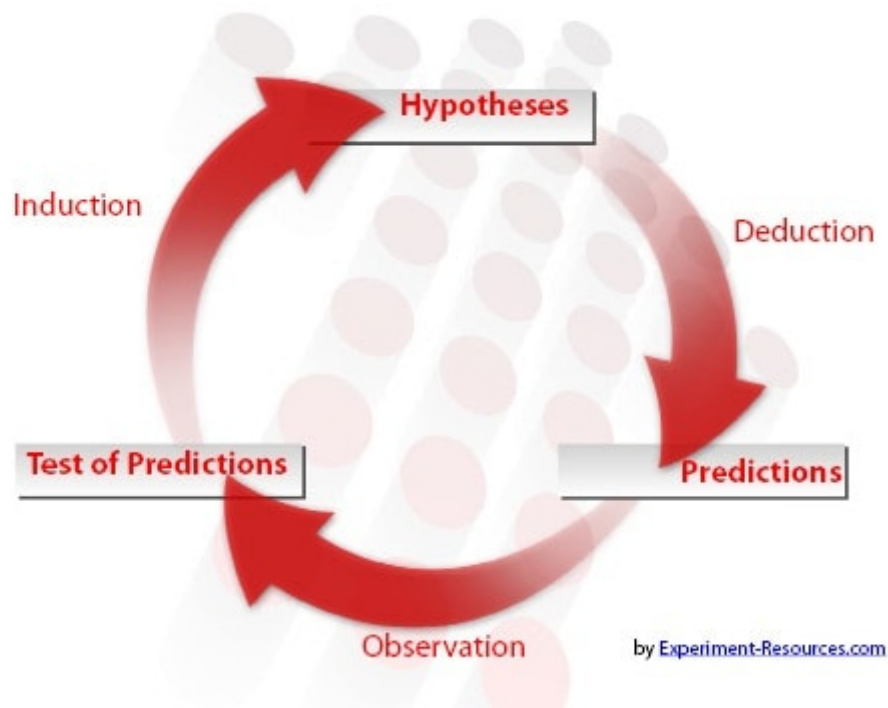 Hypotheses
Induction
Deduction
Test of Predictions
Predictions
Observation
by Experiment-Resources.com